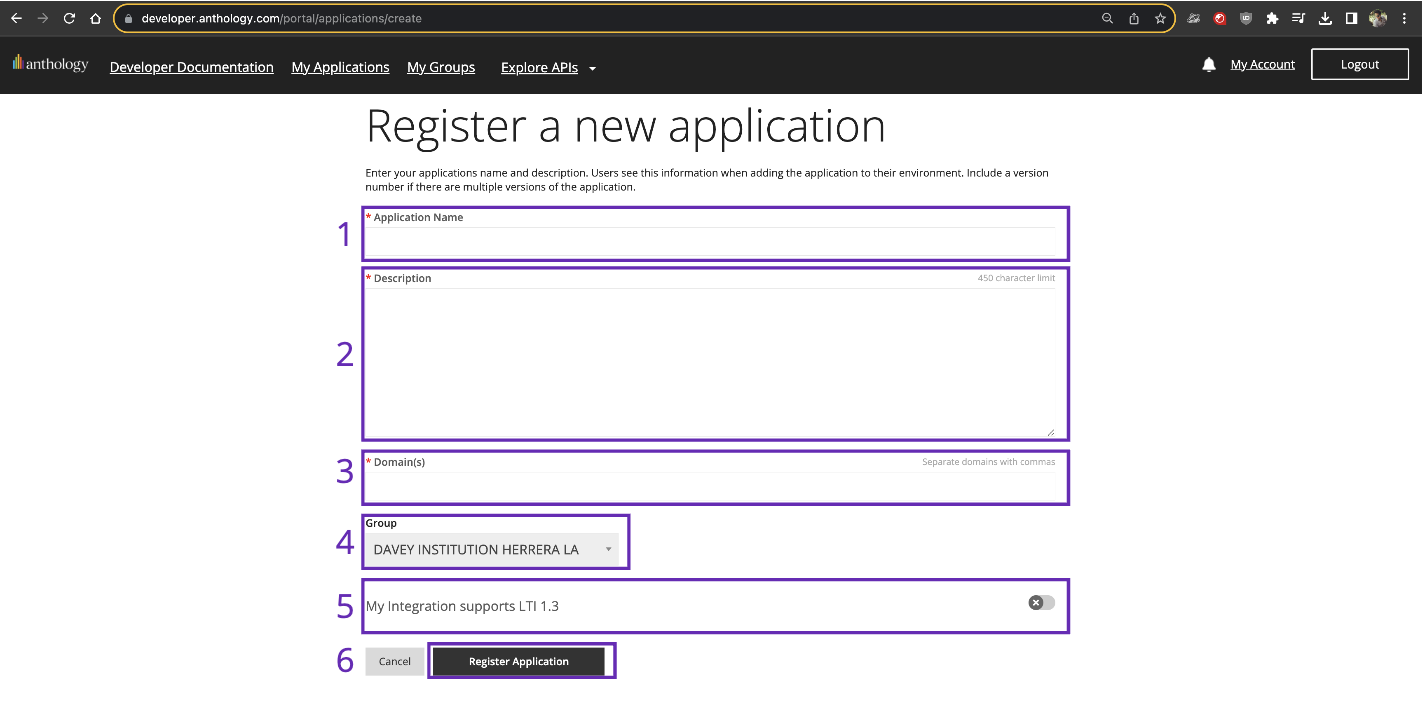 developer.anthology.com/portal/applications/create
anthology
Developer Documentation
My Applications
My Groups
Explore APIs
My Account
Logout
Register a new application
Enter your applications name and description. Users see this information when adding the application to their environment. Include a version
number if there are multiple versions of the application.
1
* Application Name
2
* Description
450 character limit
3
* Domain(s)
Separate domains with commas
4
Group
DAVEY INSTITUTION HERRERA LA
5
My Integration supports LTI 1.3
6
Cancel
Register Application